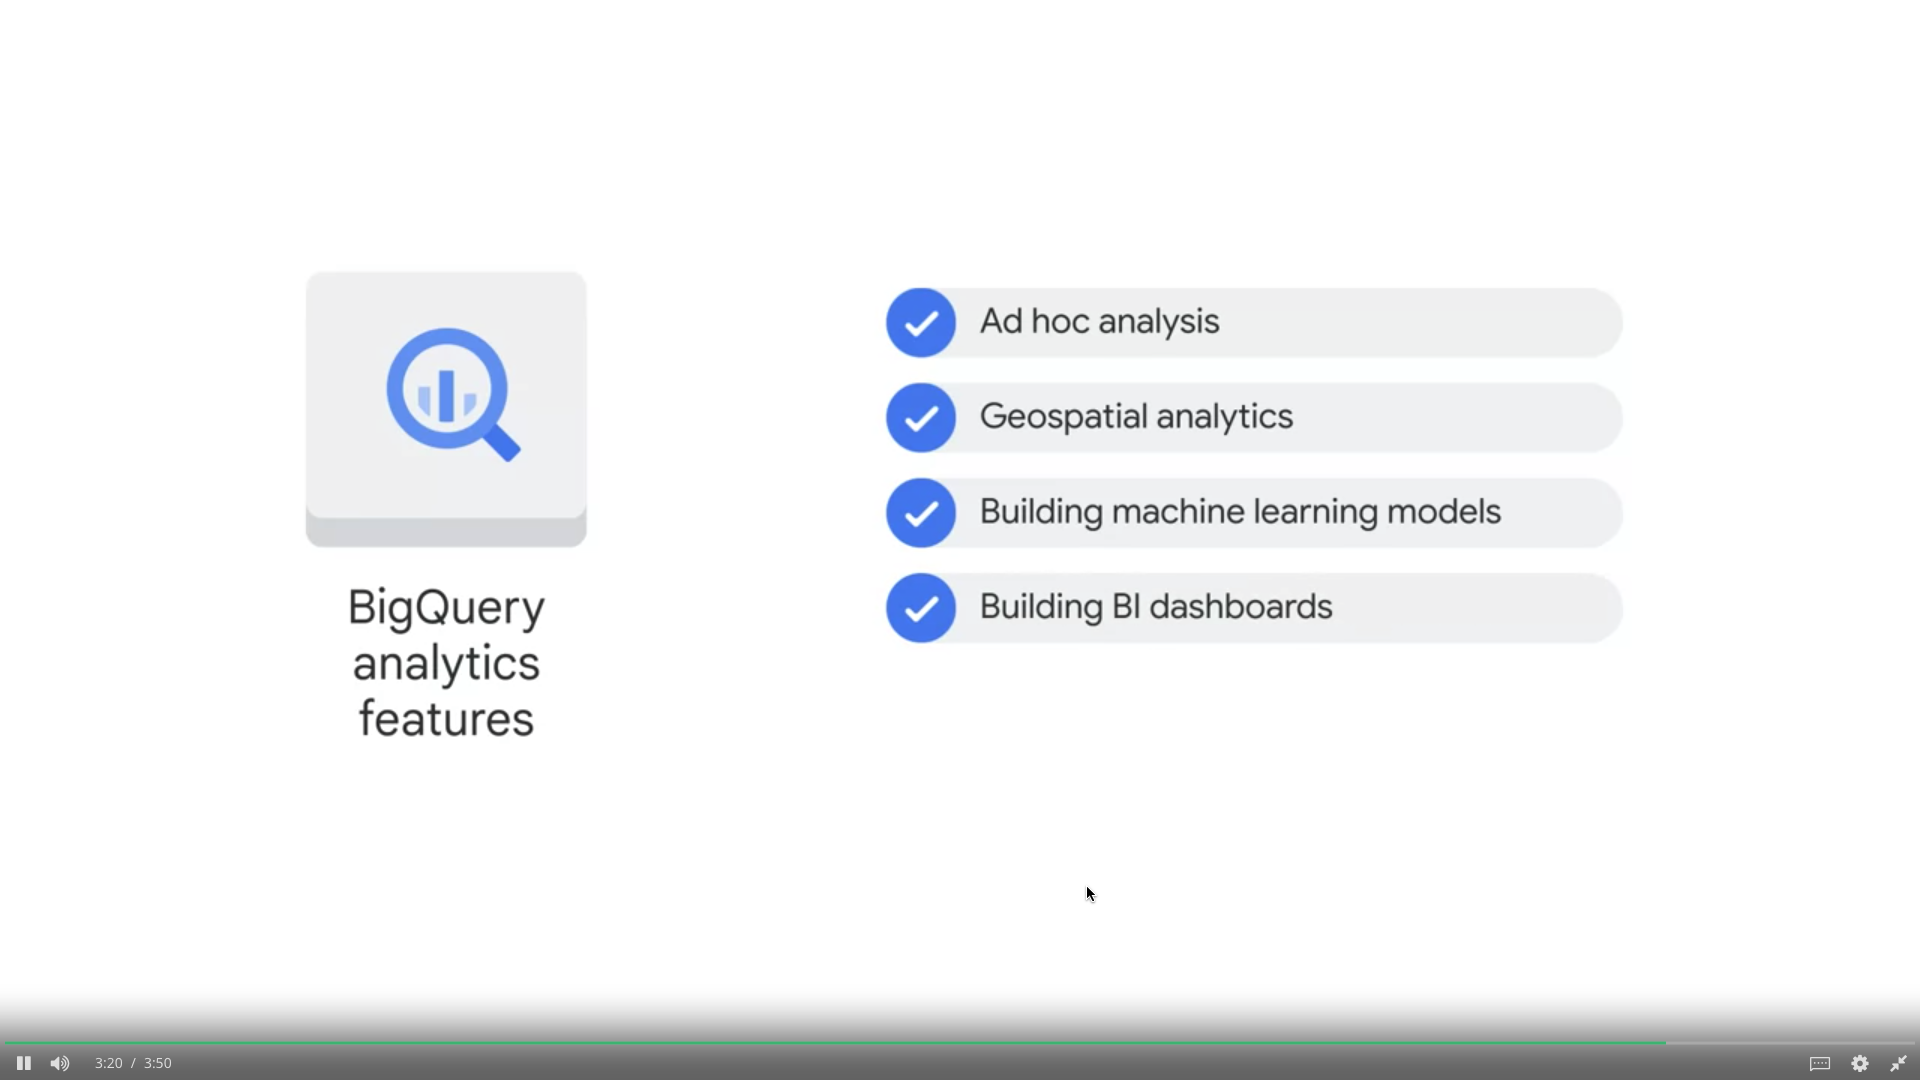 BigQuery
analytics
features
Ad hoc analysis
Geospatial analytics
Building machine learning models
Building BI dashboards
3:20 / 3:50